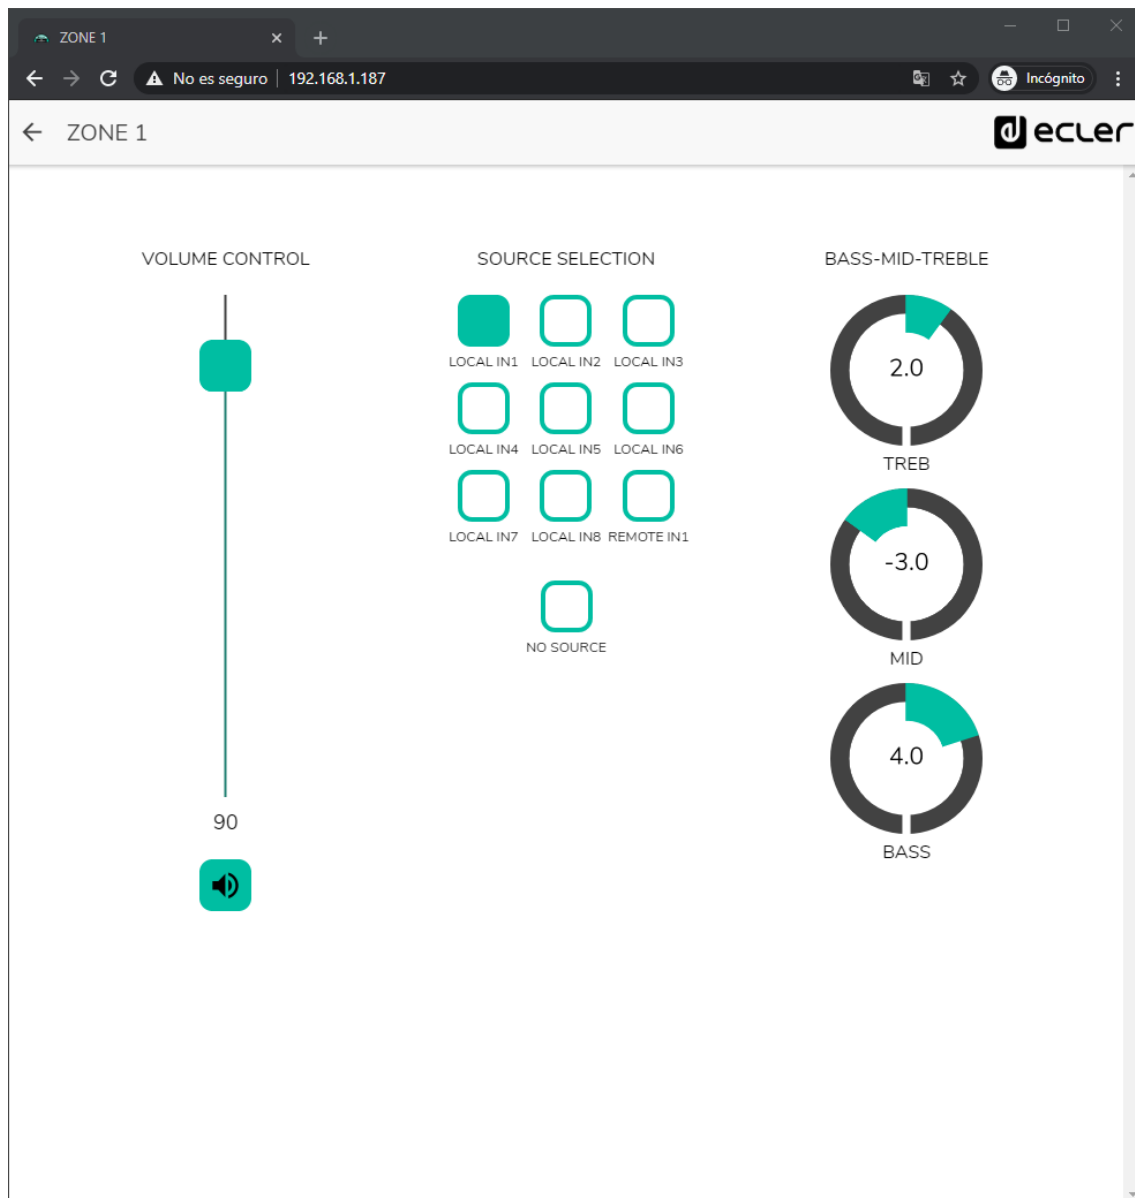 ZONE 1
No es seguro 192.168.1.187 Incógnito
ZONE 1 ecler
VOLUME CONTROL
90
SOURCE SELECTION
LOCAL IN1 LOCAL IN2 LOCAL IN3
LOCAL IN4 LOCAL IN5 LOCAL IN6
LOCAL IN7 LOCAL IN8 REMOTE IN1
NO SOURCE
BASS-MID-TREBLE
2.0
TREB
-3.0
MID
4.0
BASS